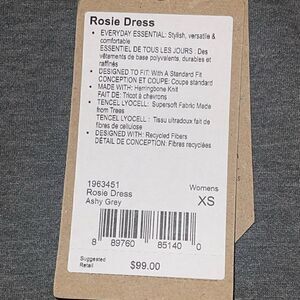 Rosie Dress
• EVERYDAY ESSENTIAL: Stylish, versatile &
comfortable
ESSENTIEL DE TOUS LES JOURS : Des
vêtements de base polyvalents, durables et
raffinés
• DESIGNED TO FIT: With A Standard Fit
CONCEPTION ET COUPE: Coupe standard
• MADE WITH: Herringbone Knit
FAIT DE: Tricot à chevrons
• TENCEL LYOCELL : Supersoft Fabric Made
from Trees
TENCEL LYOCELL : Tissu ultradoux fait de
fibres de cellulose
• DESIGNED WITH: Recycled Fibers
DÉTAIL DE CONCEPTION: Fibres recyclées
1963451 Womens
Rosie Dress XS
Ashy Grey
8 89760 85140 0
Suggested
Retail $99.00